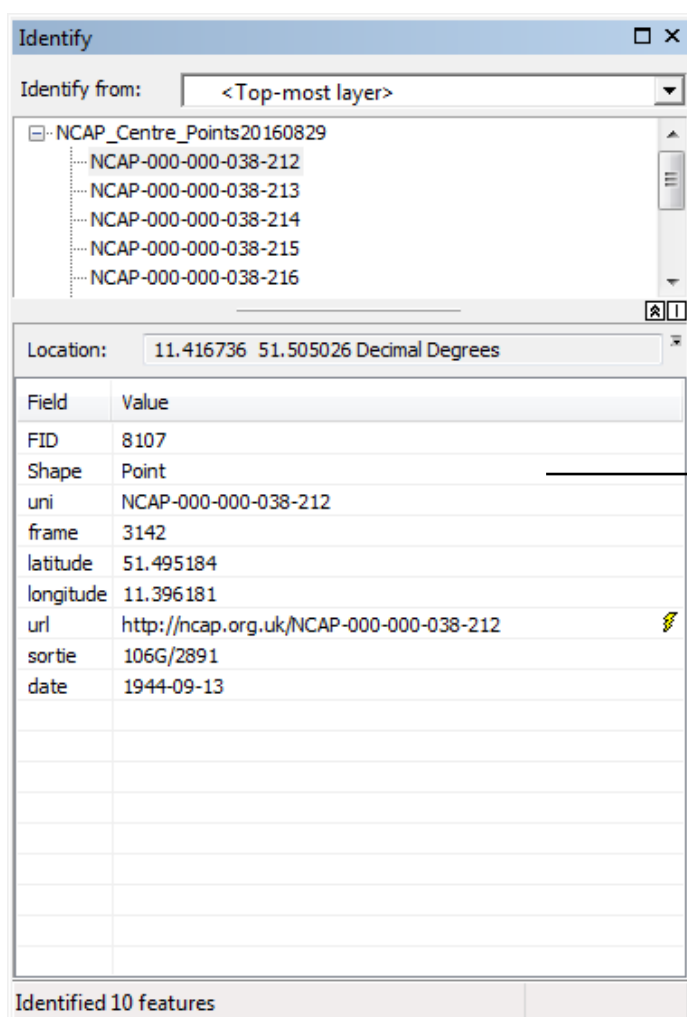 Identify
Identify from: <Top-most layer>
NCAP_Centre_Points20160829
NCAP-000-000-038-212
NCAP-000-000-038-213
NCAP-000-000-038-214
NCAP-000-000-038-215
NCAP-000-000-038-216
Location: 11.416736 51.505026 Decimal Degrees
Field Value
FID 8107
Shape Point
uni NCAP-000-000-038-212
frame 3142
latitude 51.495184
longitude 11.396181
url http://ncap.org.uk/NCAP-000-000-038-212
sortie 106G/2891
date 1944-09-13
Identified 10 features